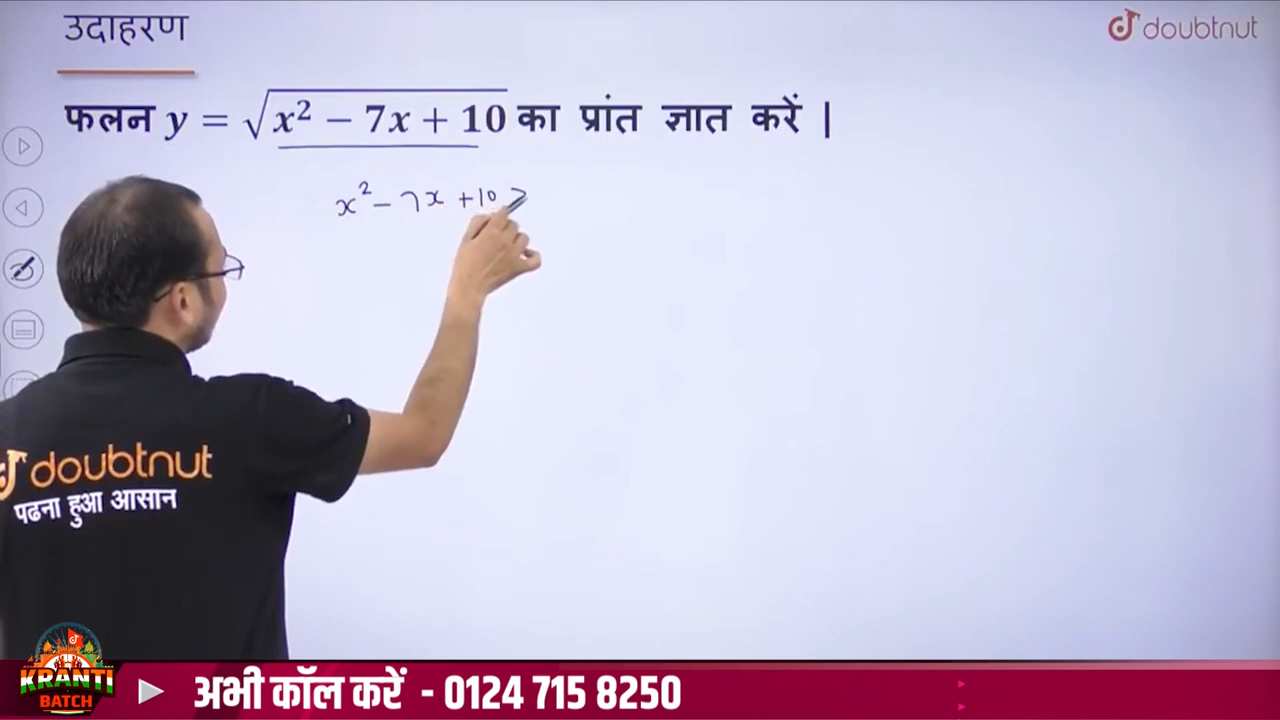 उदाहरण
doubtnut
फलन y = √x² − 7x + 10 का प्रांत ज्ञात करें |
x² − 7x + 10 >
doubtnut
पढना हुआ आसान
KRANTI
BATCH
अभी कॉल करें - 0124 715 8250